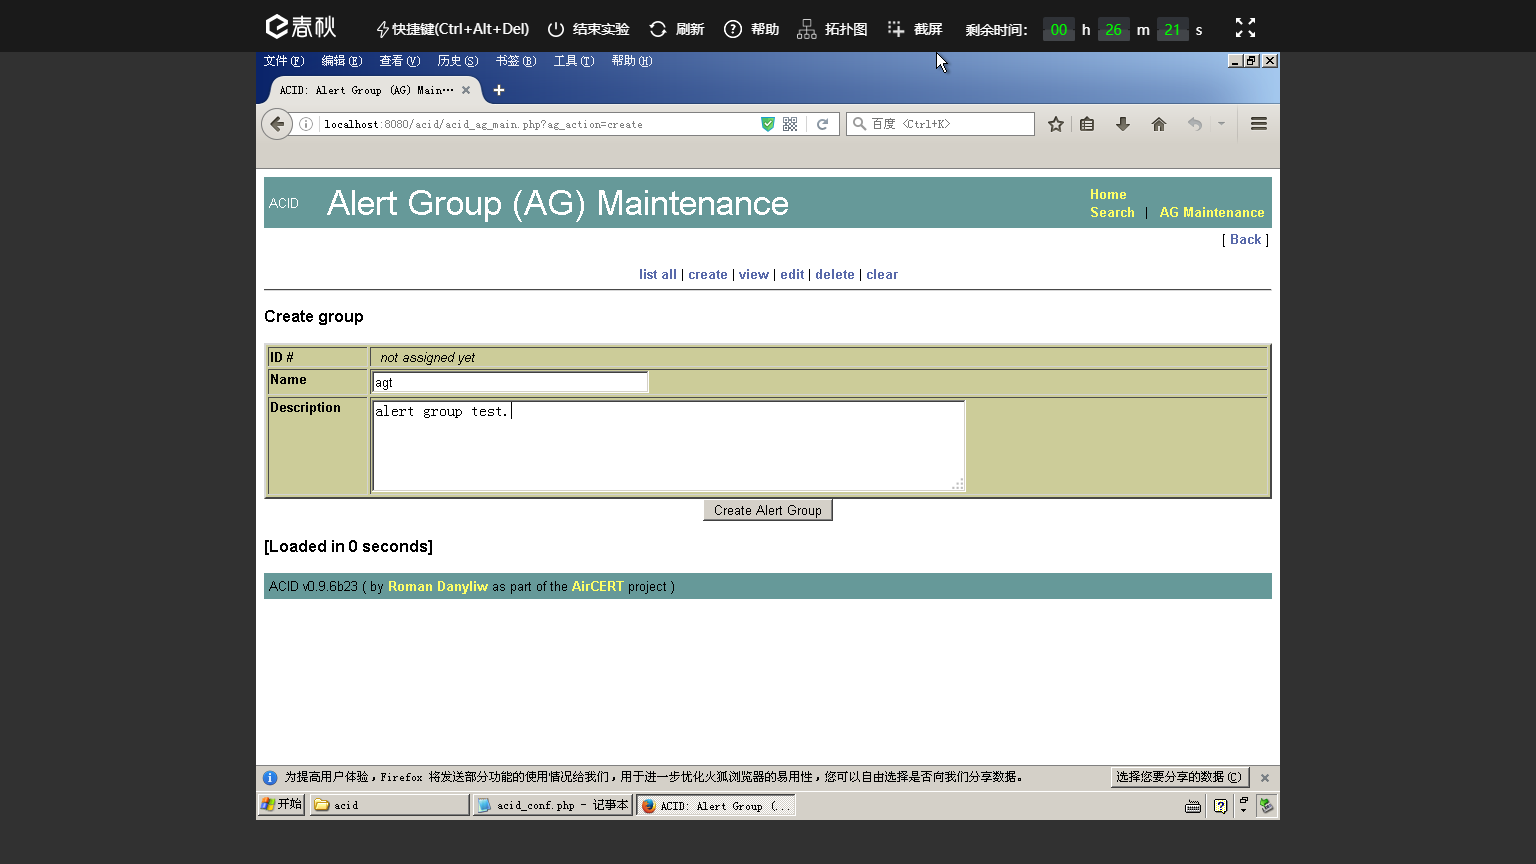 春秋 快捷键(Ctrl+Alt+Del) 结束实验 刷新 帮助 拓扑图 截屏 剩余时间： 00 h 26 m 21 s
文件(F) 编辑(E) 查看(V) 历史(S) 书签(B) 工具(T) 帮助(H)
ACID: Alert Group (AG) Main···
localhost:8080/acid/acid_ag_main.php?ag_action=create
百度 <Ctrl+K>
ACID Alert Group (AG) Maintenance
Home
Search | AG Maintenance
[ Back ]
list all | create | view | edit | delete | clear
Create group
ID # not assigned yet
Name agt
Description alert group test.
Create Alert Group
[Loaded in 0 seconds]
ACID v0.9.6b23 ( by Roman Danyliw as part of the AirCERT project )
为提高用户体验，Firefox 将发送部分功能的使用情况给我们，用于进一步优化火狐浏览器的易用性，您可以自由选择是否向我们分享数据。 选择您要分享的数据(C)
开始 acid acid_conf.php - 记事本 ACID: Alert Group (...